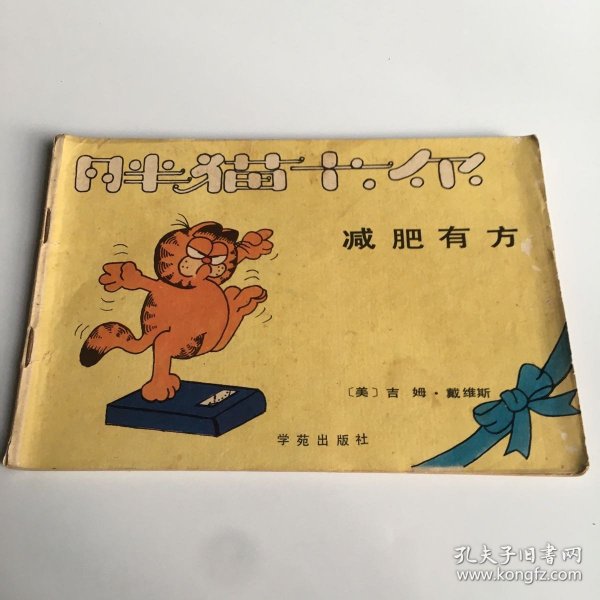 胖猫卡尔
减肥有方
〔美〕吉 姆·戴维斯
学苑出版社
孔夫子旧书网
www.kongfz.com